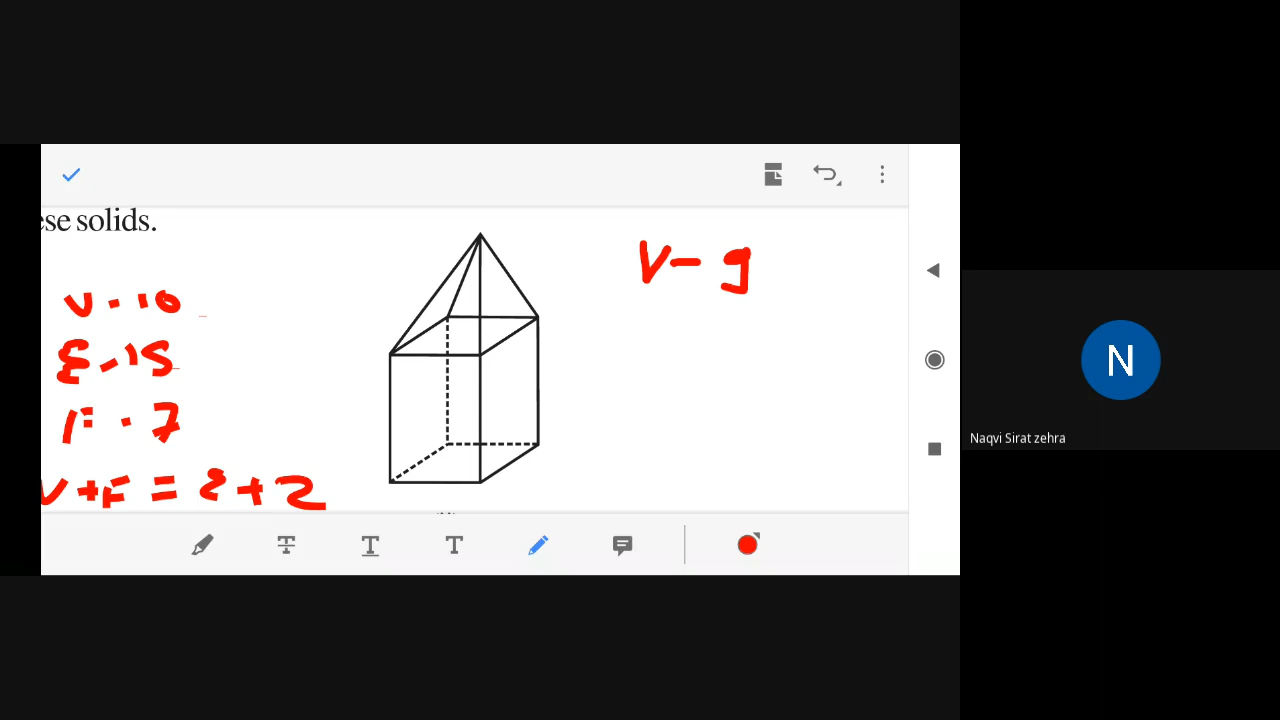 ese solids.
V - 9
V - 10
E - 15
F - 7
V + F = E + 2
T
T
T
N
Naqvi Sirat zehra